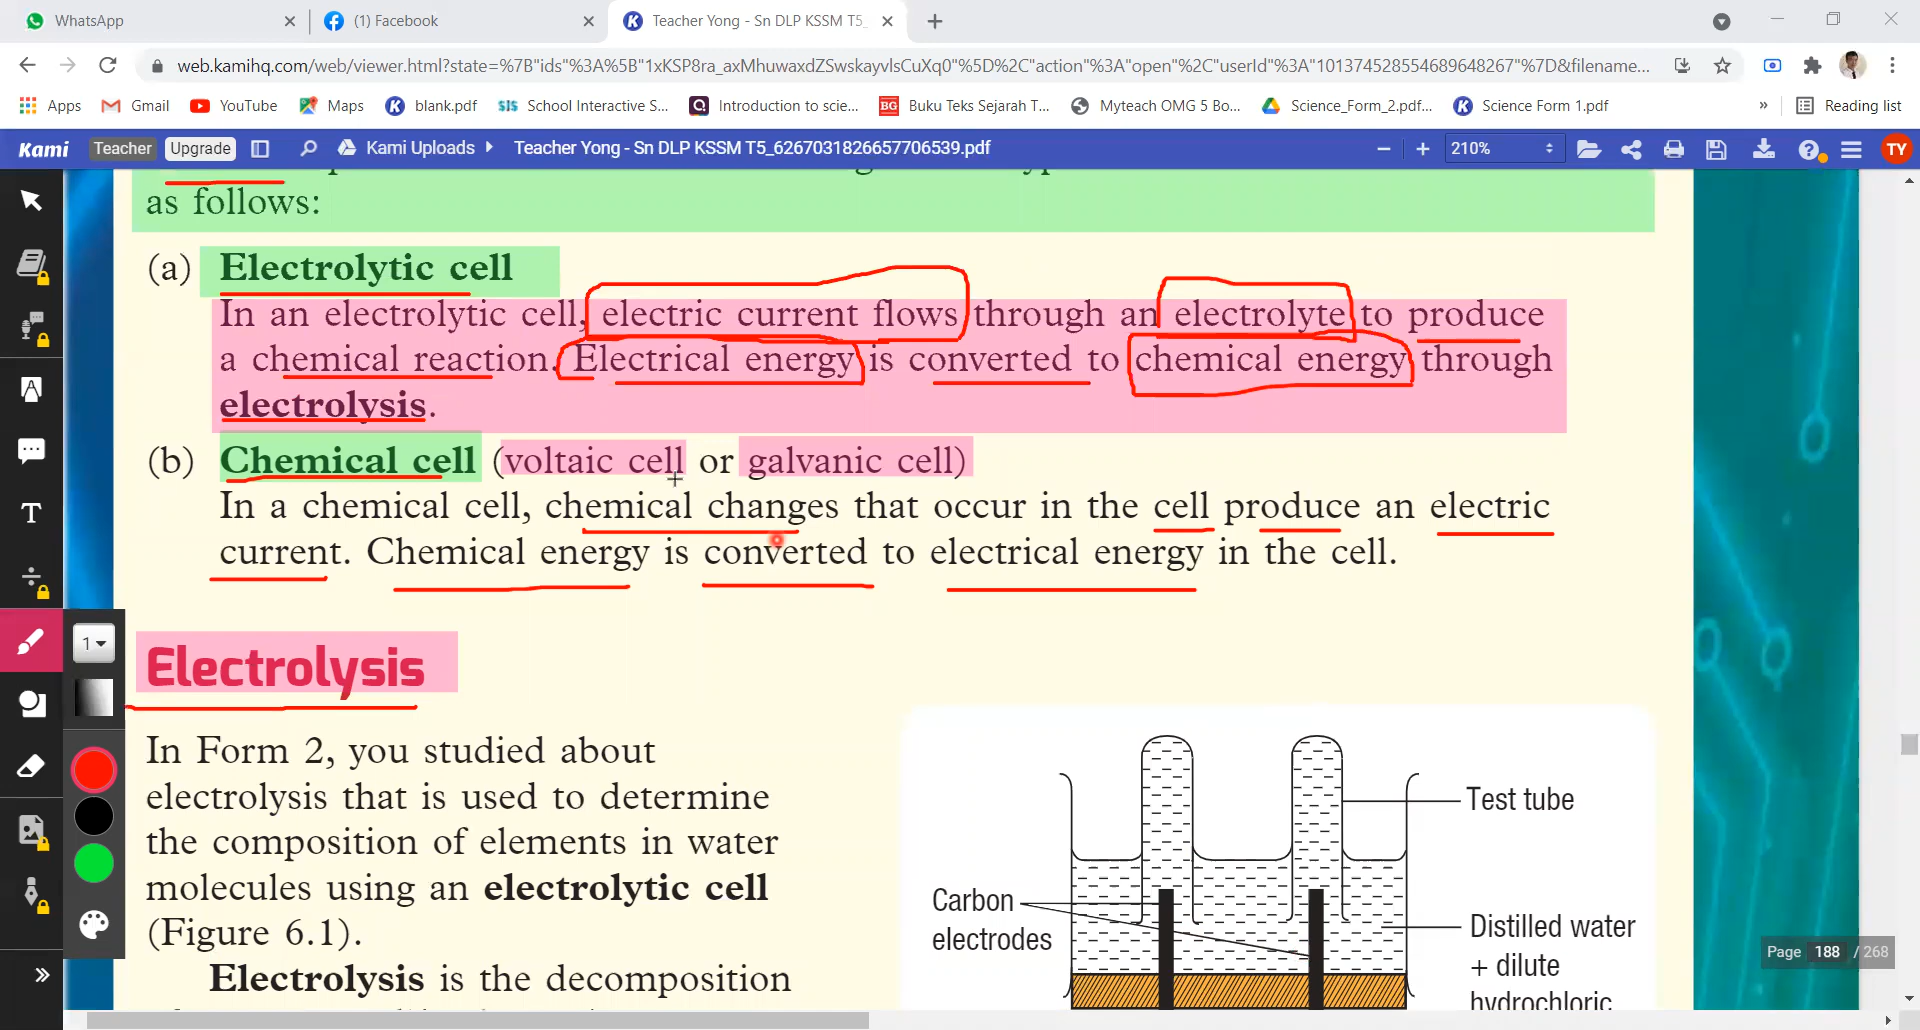 WhatsApp
(1) Facebook
Teacher Yong - Sn DLP KSSM T5_
web.kamihq.com/web/viewer.html?state=%7B"ids"%3A%5B"1xKSP8ra_axMhuwaxdZSwskayvlsCuXq0"%5D%2C"action"%3A"open"%2C"userId"%3A"101374528554689648267"%7D&filename...
Apps
Gmail
YouTube
Maps
blank.pdf
School Interactive S...
Introduction to scie...
Buku Teks Sejarah T...
Myteach OMG 5 Bo...
Science_Form_2.pdf...
Science Form 1.pdf
»
Reading list
Kami
Teacher
Upgrade
Kami Uploads
Teacher Yong - Sn DLP KSSM T5_6267031826657706539.pdf
210%
TY
as follows:
(a) Electrolytic cell
In an electrolytic cell, electric current flows through an electrolyte to produce
a chemical reaction. Electrical energy is converted to chemical energy through
electrolysis.
(b) Chemical cell (voltaic cell or galvanic cell)
In a chemical cell, chemical changes that occur in the cell produce an electric
current. Chemical energy is converted to electrical energy in the cell.
1
Electrolysis
In Form 2, you studied about
electrolysis that is used to determine
the composition of elements in water
molecules using an electrolytic cell
(Figure 6.1).
Electrolysis is the decomposition
Test tube
Carbon
electrodes
Distilled water
+ dilute
hydrochloric
Page 188 / 268